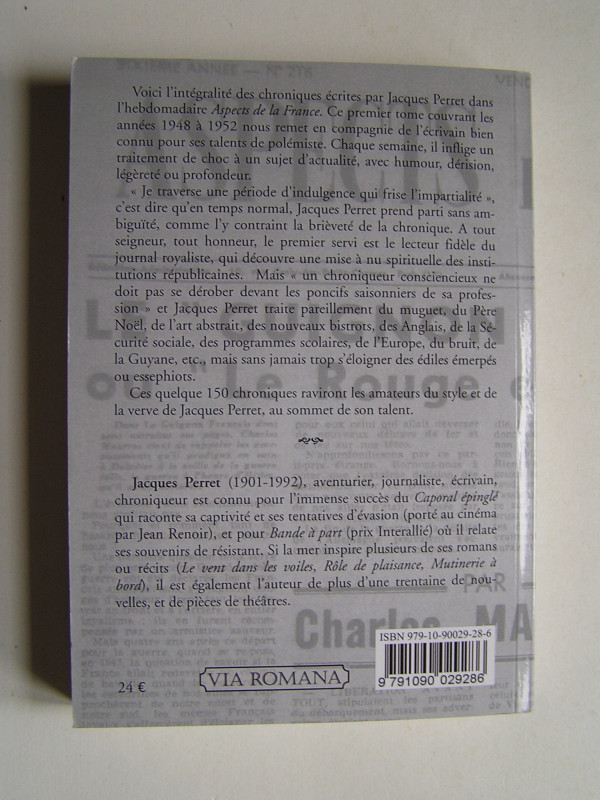 SIXIÈME ANNÉE — N° 218
Voici l'intégralité des chroniques écrites par Jacques Perret dans
l'hebdomadaire Aspects de la France. Ce premier tome couvrant les
années 1948 à 1952 nous remet en compagnie de l'écrivain bien
connu pour ses talents de polémiste. Chaque semaine, il inflige un
traitement de choc à un sujet d'actualité, avec humour, dérision,
légèreté ou profondeur.
« Je traverse une période d'indulgence qui frise l'impartialité »,
c'est dire qu'en temps normal, Jacques Perret prend parti sans am-
biguïté, comme l'y contraint la brièveté de la chronique. A tout
seigneur, tout honneur, le premier servi est le lecteur fidèle du
journal royaliste, qui découvre une mise à nu spirituelle des insti-
tutions républicaines. Mais « un chroniqueur consciencieux ne
doit pas se dérober devant les poncifs saisonniers de sa profes-
sion » et Jacques Perret traite pareillement du muguet, du Père
Noël, de l'art abstrait, des nouveaux bistrots, des Anglais, de la Sé-
curité sociale, des programmes scolaires, de l'Europe, du bruit, de
la Guyane, etc., mais sans jamais trop s'éloigner des édiles émerpés
ou essephiots.
Ces quelque 150 chroniques raviront les amateurs du style et de
la verve de Jacques Perret, au sommet de son talent.
Jacques Perret (1901-1992), aventurier, journaliste, écrivain,
chroniqueur est connu pour l'immense succès du Caporal épinglé
qui raconte sa captivité et ses tentatives d'évasion (porté au cinéma
par Jean Renoir), et pour Bande à part (prix Interallié) où il relate
ses souvenirs de résistant. Si la mer inspire plusieurs de ses romans
ou récits (Le vent dans les voiles, Rôle de plaisance, Mutinerie à
bord), il est également l'auteur de plus d'une trentaine de nou-
velles, et de pièces de théâtres.
PAR
Charles MA
ISBN 979-10-90029-28-6
9 791090 029286
24 €
VIA ROMANA